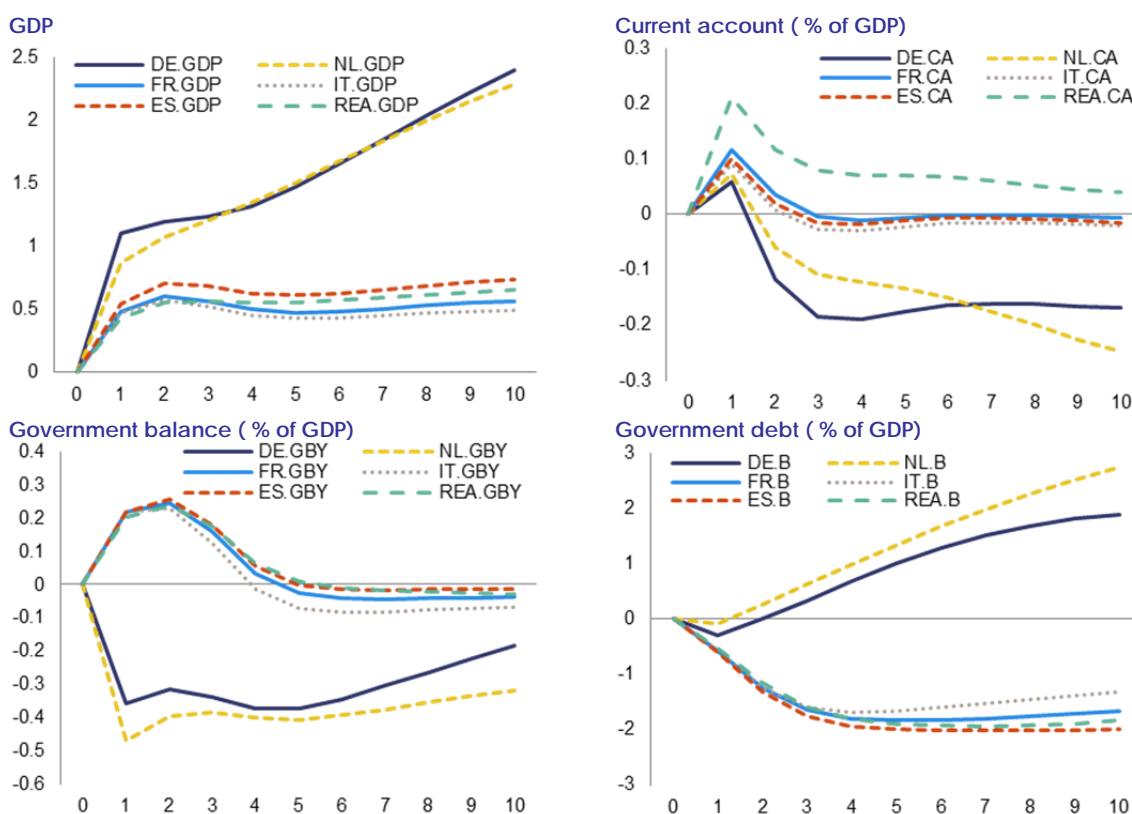 GDP
2.5
DE.GDP NL.GDP
FR.GDP IT.GDP
ES.GDP REA.GDP
2
1.5
1
0.5
0
0 1 2 3 4 5 6 7 8 9 10
Current account ( % of GDP)
0.3
DE.CA NL.CA
FR.CA IT.CA
ES.CA REA.CA
0.2
0.1
0
-0.1
-0.2
-0.3
0 1 2 3 4 5 6 7 8 9 10
Government balance ( % of GDP)
0.4
DE.GBY NL.GBY
FR.GBY IT.GBY
ES.GBY REA.GBY
0.3
0.2
0.1
0
-0.1
-0.2
-0.3
-0.4
-0.5
-0.6
0 1 2 3 4 5 6 7 8 9 10
Government debt ( % of GDP)
3
DE.B NL.B
FR.B IT.B
ES.B REA.B
2
1
0
-1
-2
-3
0 1 2 3 4 5 6 7 8 9 10